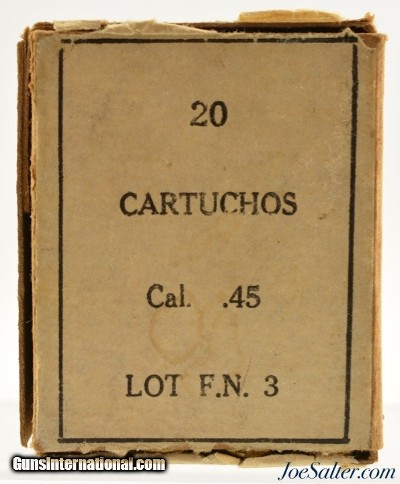 20
CARTUCHOS
Cal. .45
LOT F.N. 3
GunsInternational.com
JoeSalter.com